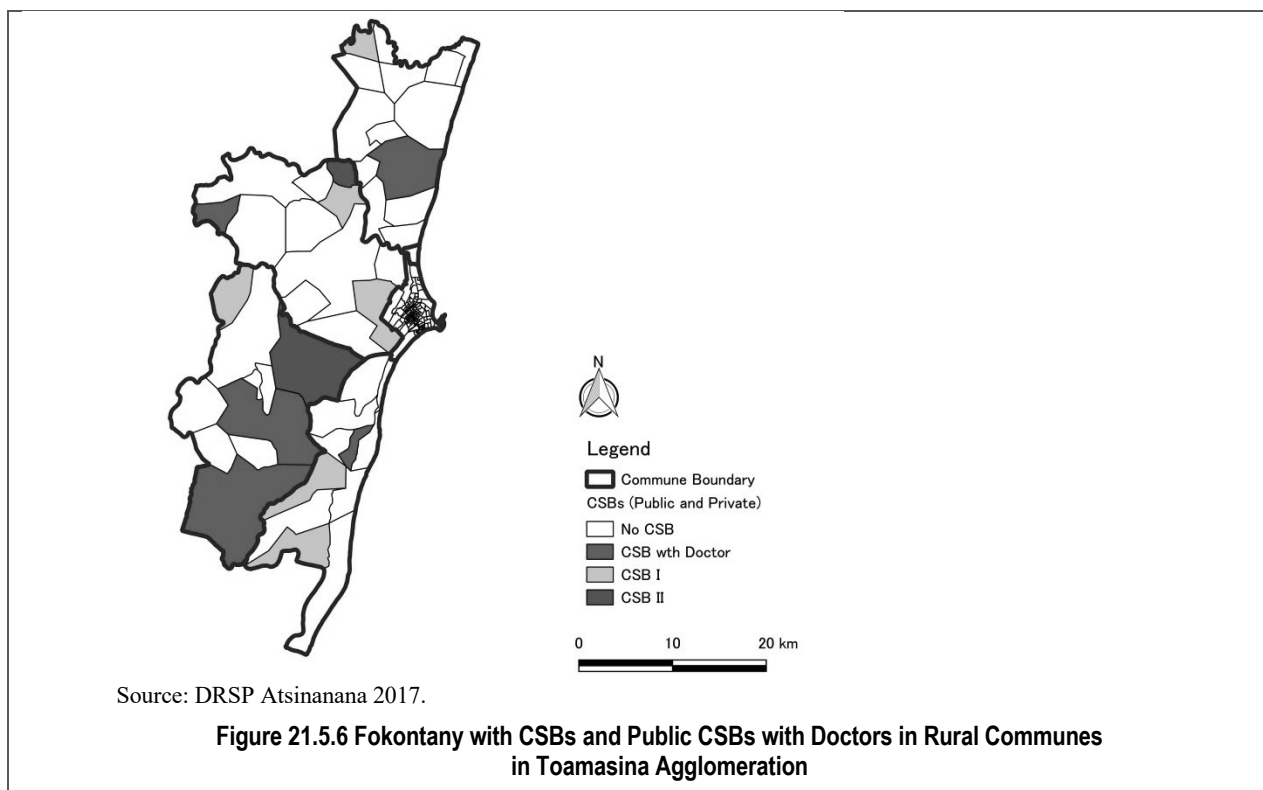 N
Legend
Commune Boundary
CSBs (Public and Private)
No CSB
CSB wth Doctor
CSB I
CSB II
0 10 20 km
Source: DRSP Atsinanana 2017.
Figure 21.5.6 Fokontany with CSBs and Public CSBs with Doctors in Rural Communes
in Toamasina Agglomeration